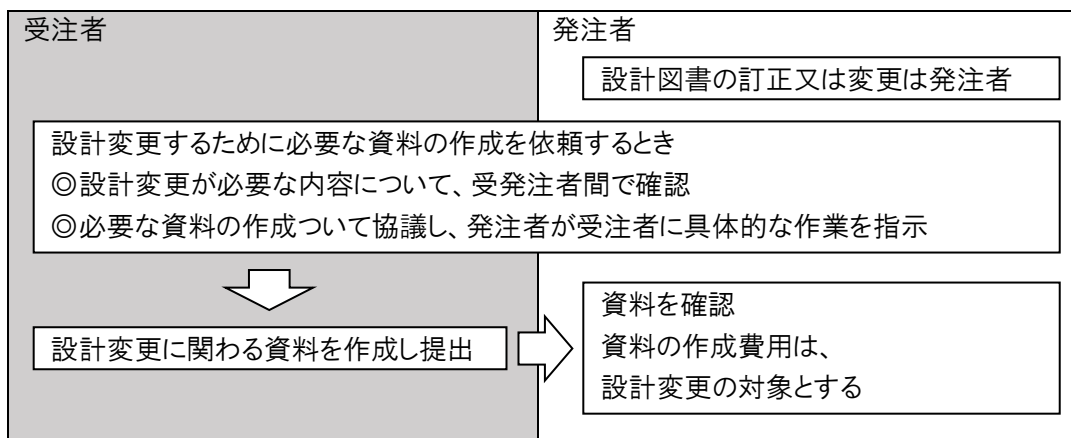 受注者
発注者
設計図書の訂正又は変更は発注者
設計変更するために必要な資料の作成を依頼するとき
◎設計変更が必要な内容について、受発注者間で確認
◎必要な資料の作成ついて協議し、発注者が受注者に具体的な作業を指示
設計変更に関わる資料を作成し提出
資料を確認
資料の作成費用は、
設計変更の対象とする